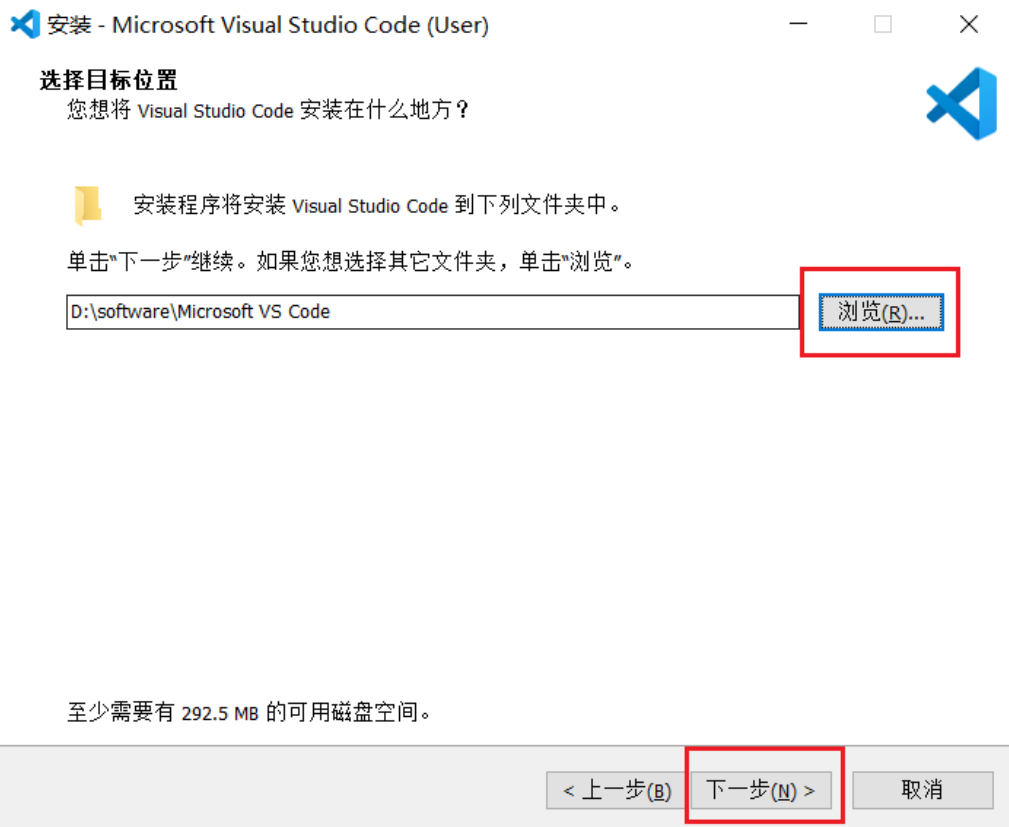 安装 - Microsoft Visual Studio Code (User)
选择目标位置
您想将 Visual Studio Code 安装在什么地方？
安装程序将安装 Visual Studio Code 到下列文件夹中。
单击“下一步”继续。如果您想选择其它文件夹，单击“浏览”。
D:\software\Microsoft VS Code
浏览(R)...
至少需要有 292.5 MB 的可用磁盘空间。
< 上一步(B)
下一步(N) >
取消